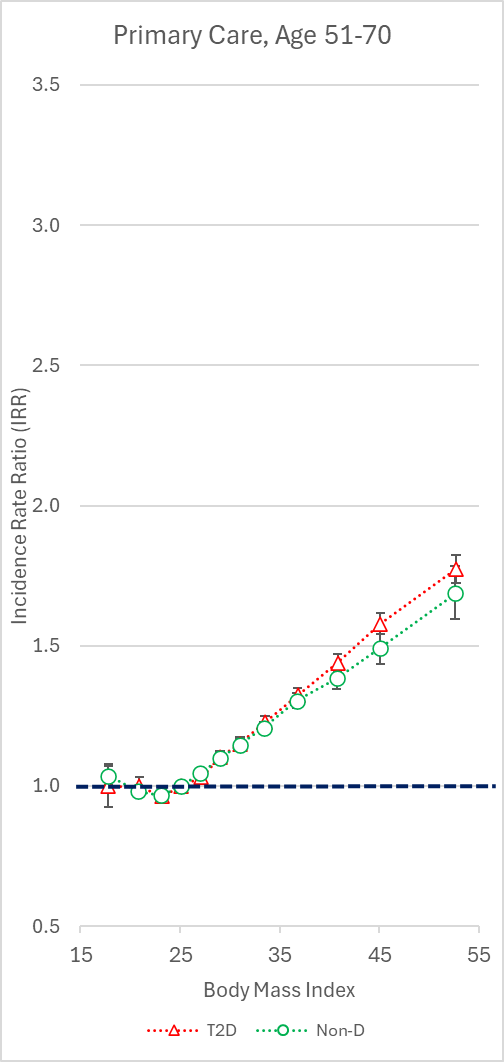 Primary Care, Age 51-70
3.5
3.0
2.5
2.0
1.5
1.0
0.5
Incidence Rate Ratio (IRR)
15 25 35 45 55
Body Mass Index
T2D Non-D